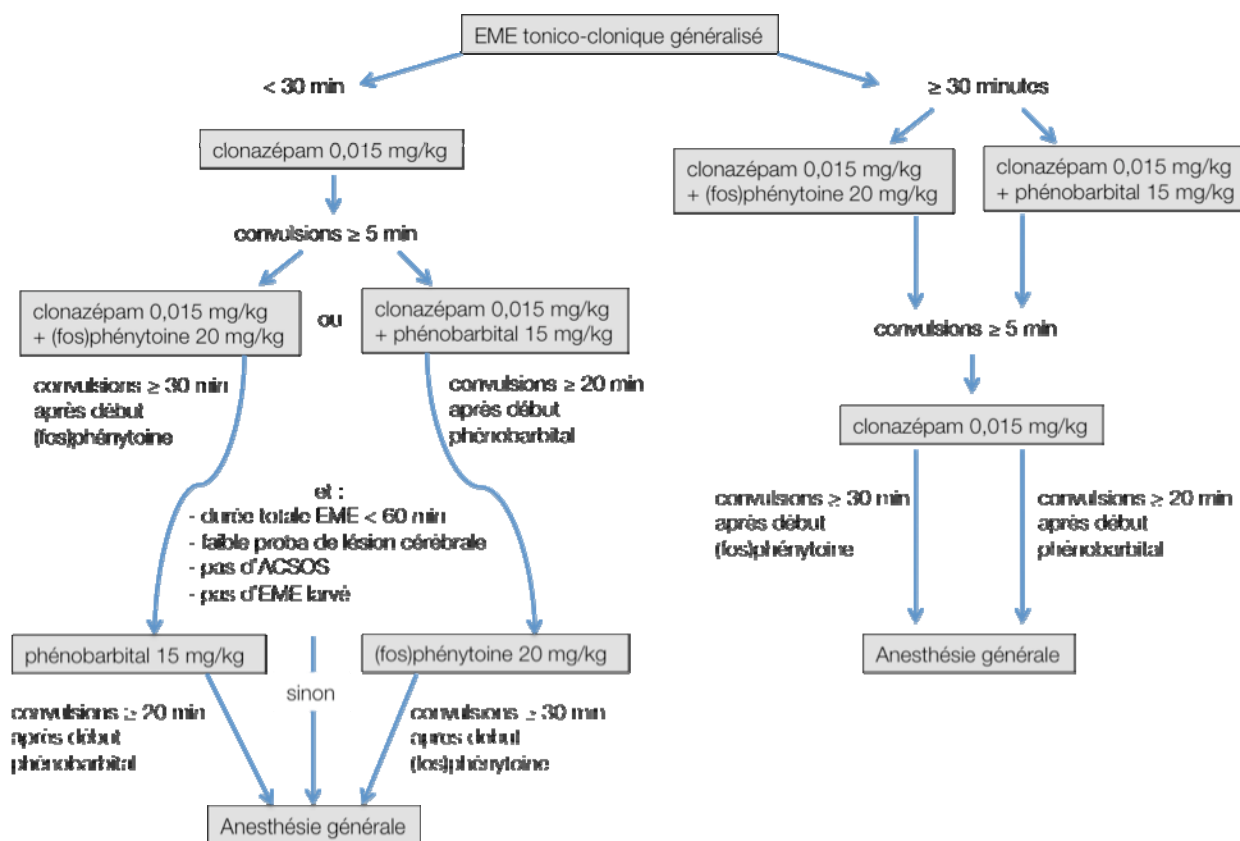 EME tonico-clonique généralisé
< 30 min
≥ 30 minutes
clonazépam 0,015 mg/kg
clonazépam 0,015 mg/kg
+ (fos)phénytoine 20 mg/kg
clonazépam 0,015 mg/kg
+ phénobarbital 15 mg/kg
convulsions ≥ 5 min
clonazépam 0,015 mg/kg
+ (fos)phénytoine 20 mg/kg
ou
clonazépam 0,015 mg/kg
+ phénobarbital 15 mg/kg
convulsions ≥ 5 min
convulsions ≥ 30 min
après début
(fos)phénytoine
convulsions ≥ 20 min
après début
phénobarbital
clonazépam 0,015 mg/kg
et :
- durée totale EME < 60 min
- faible proba de lésion cérébrale
- pas d'ACSOS
- pas d'EME larvé
convulsions ≥ 30 min
après début
(fos)phénytoine
convulsions ≥ 20 min
après début
phénobarbital
phénobarbital 15 mg/kg
(fos)phénytoine 20 mg/kg
Anesthésie générale
sinon
convulsions ≥ 20 min
après début
phénobarbital
convulsions ≥ 30 min
après début
(fos)phénytoine
Anesthésie générale